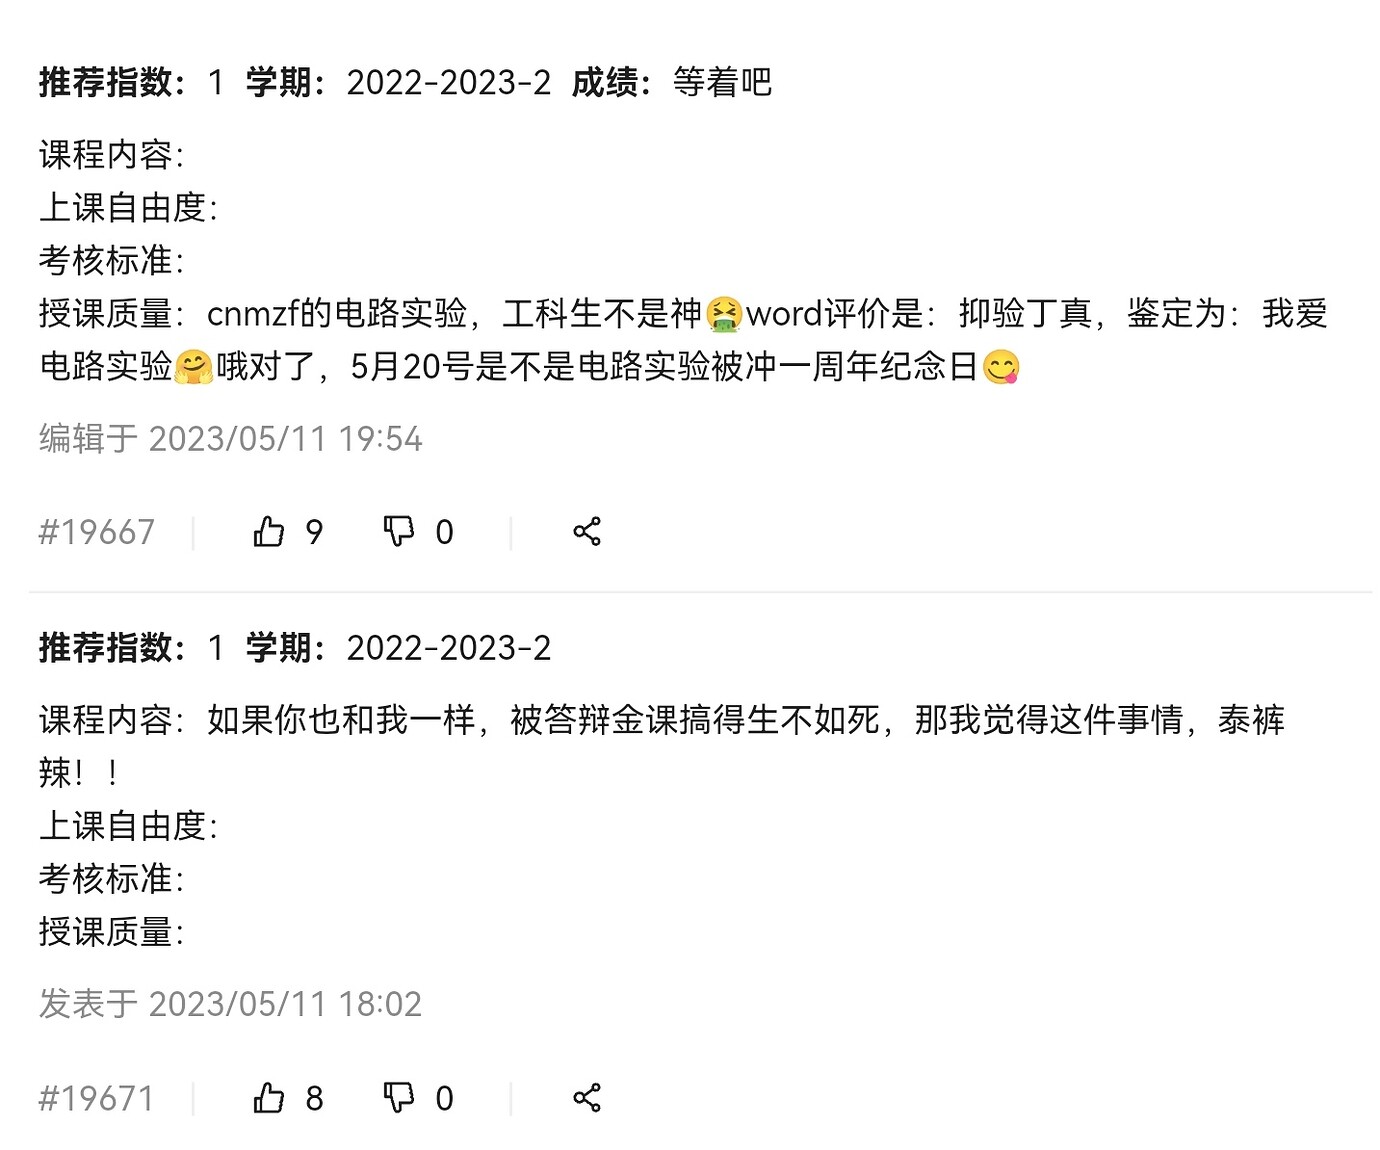 推荐指数：1 学期：2022-2023-2 成绩：等着吧
课程内容：
上课自由度：
考核标准：
授课质量：cnmzf的电路实验，工科生不是神🤮word评价是：抑验丁真，鉴定为：我爱
电路实验🤗哦对了，5月20号是不是电路实验被冲一周年纪念日😋
编辑于 2023/05/11 19:54
#19667 9 0
推荐指数：1 学期：2022-2023-2
课程内容：如果你也和我一样，被答辩金课搞得生不如死，那我觉得这件事情，泰裤
辣！！
上课自由度：
考核标准：
授课质量：
发表于 2023/05/11 18:02
#19671 8 0